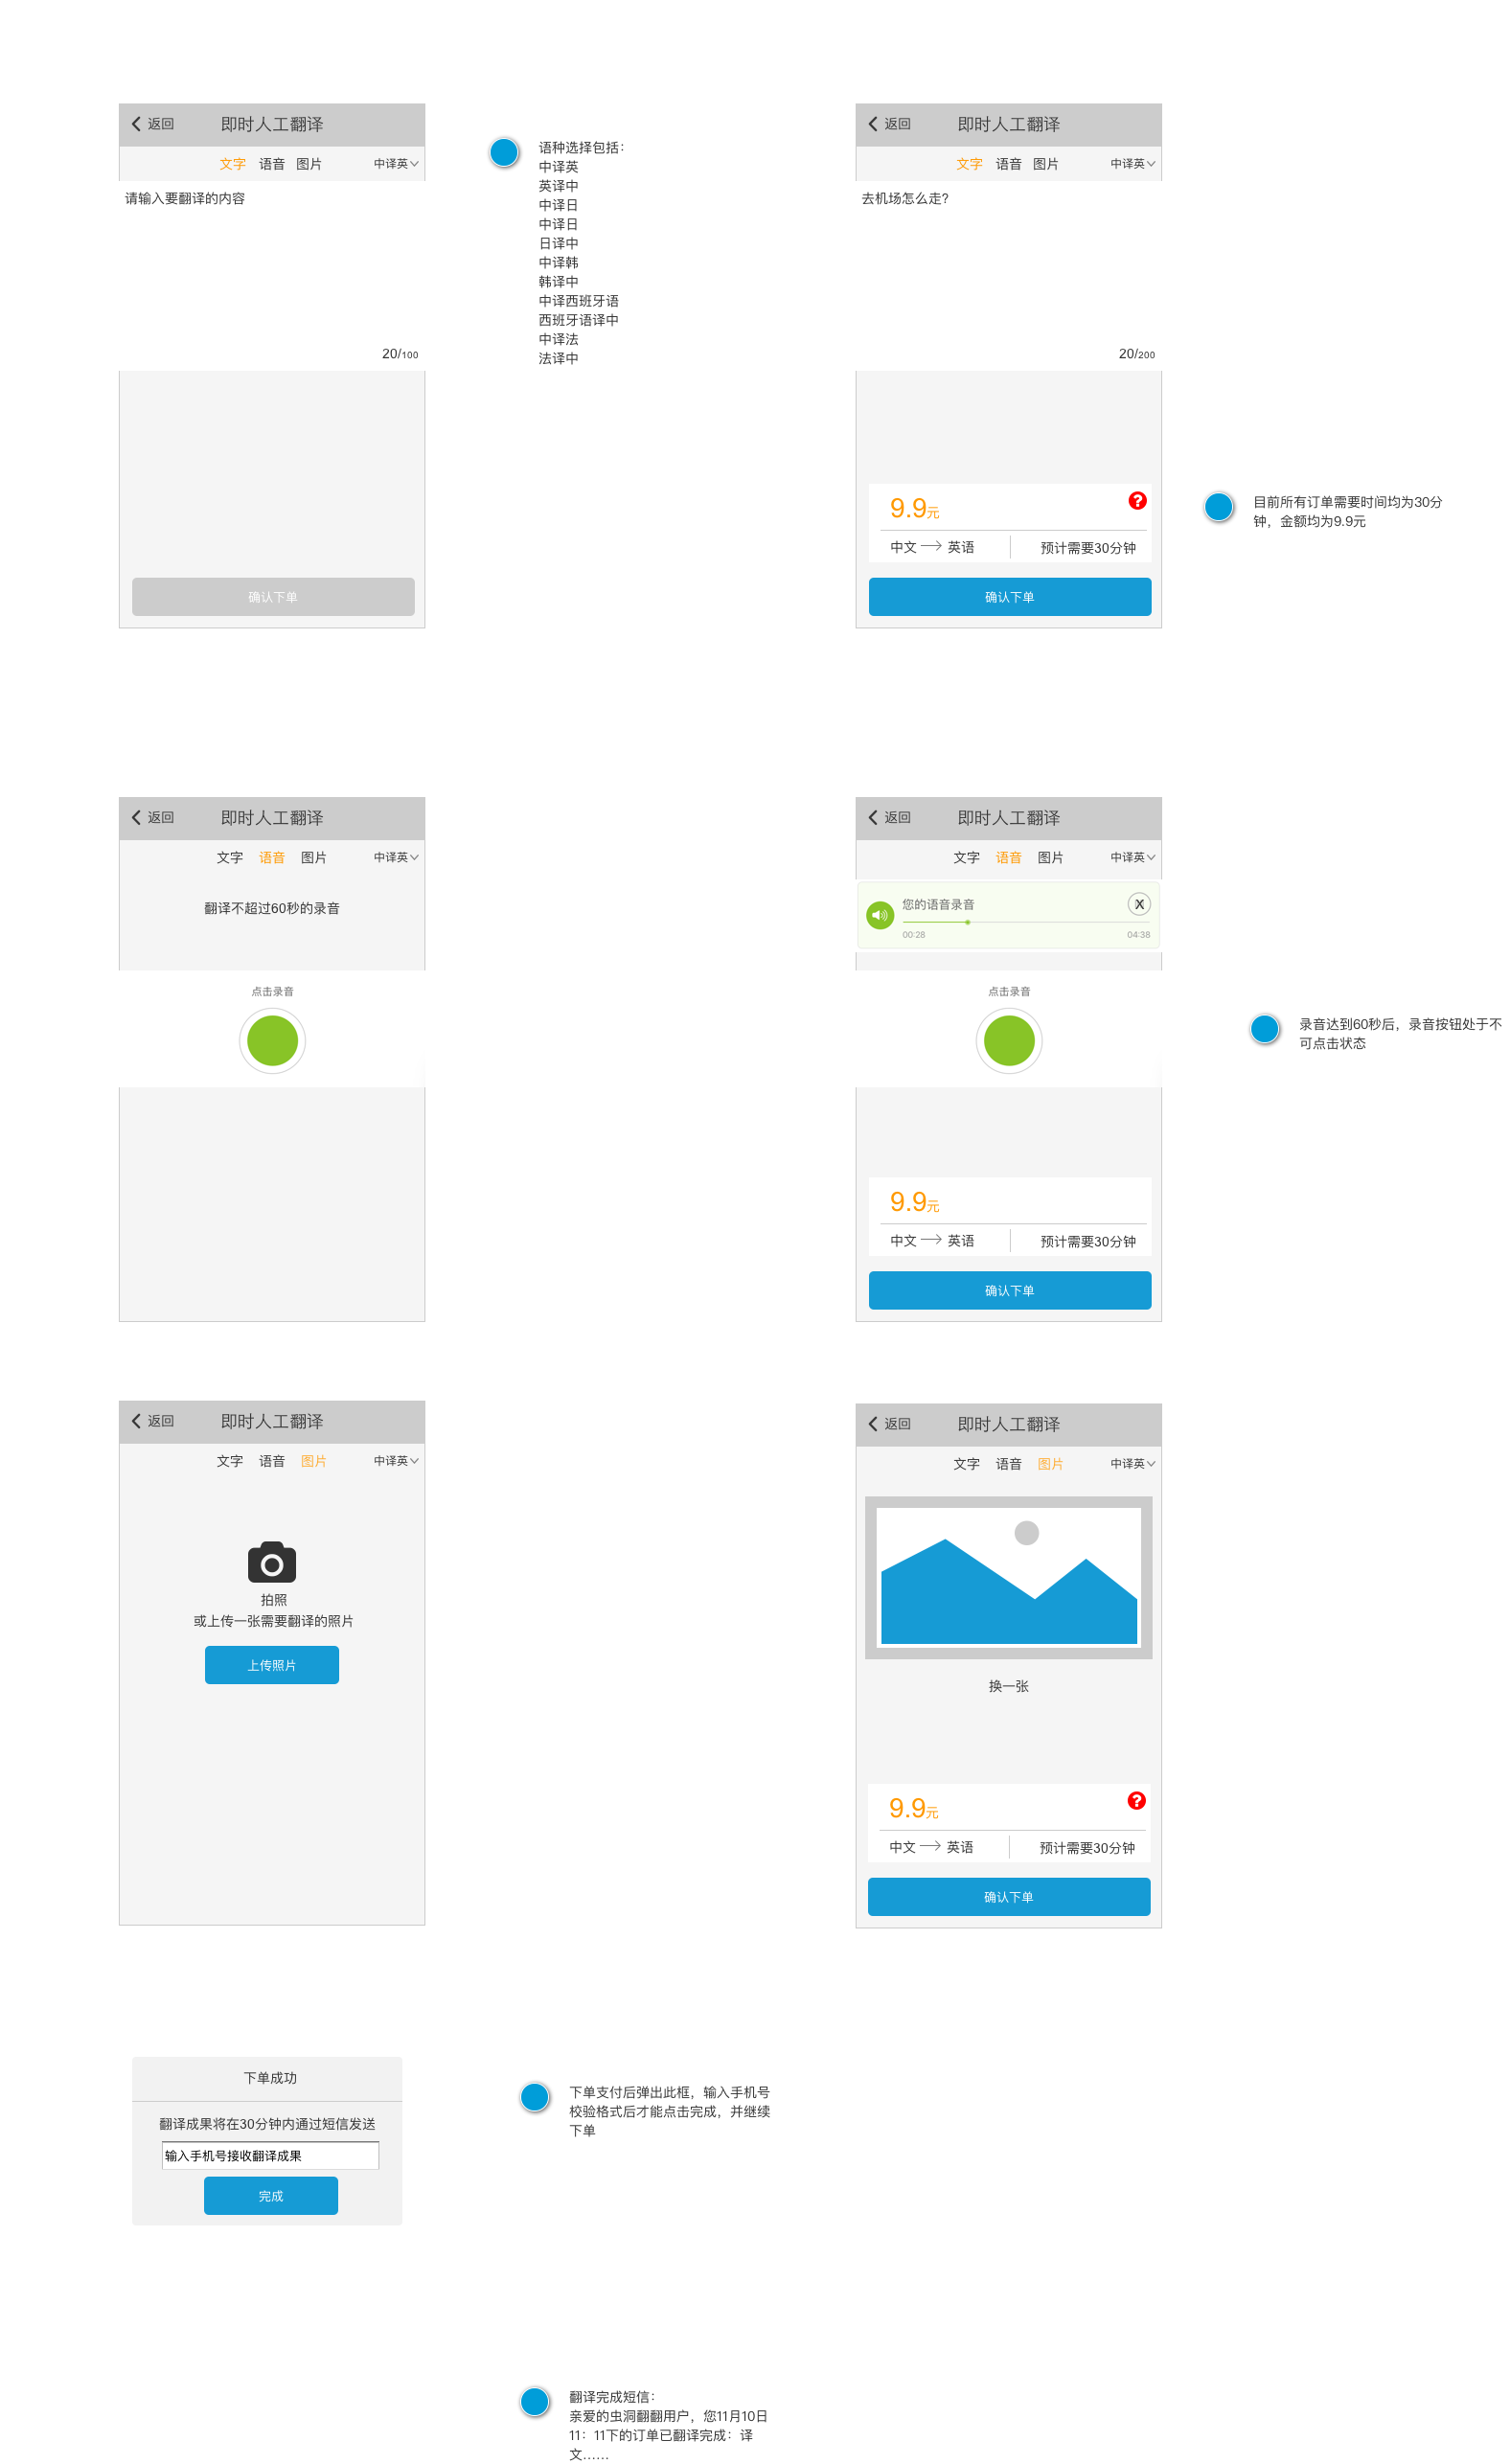 返回
即时人工翻译
文字 语音 图片
中译英
请输入要翻译的内容
20/100
确认下单
语种选择包括：
中译英
英译中
中译日
中译日
日译中
中译韩
韩译中
中译西班牙语
西班牙语译中
中译法
法译中
返回
即时人工翻译
文字 语音 图片
中译英
去机场怎么走?
20/200
9.9元
?
中文
英语
预计需要30分钟
确认下单
目前所有订单需要时间均为30分
钟，金额均为9.9元
返回
即时人工翻译
文字 语音 图片
中译英
翻译不超过60秒的录音
点击录音
返回
即时人工翻译
文字 语音 图片
中译英
您的语音录音
X
00:28
04:38
点击录音
9.9元
中文
英语
预计需要30分钟
确认下单
录音达到60秒后，录音按钮处于不
可点击状态
返回
即时人工翻译
文字 语音 图片
中译英
拍照
或上传一张需要翻译的照片
上传照片
返回
即时人工翻译
文字 语音 图片
中译英
换一张
9.9元
?
中文
英语
预计需要30分钟
确认下单
下单成功
翻译成果将在30分钟内通过短信发送
输入手机号接收翻译成果
完成
下单支付后弹出此框，输入手机号
校验格式后才能点击完成，并继续
下单
翻译完成短信：
亲爱的虫洞翻翻用户，您11月10日
11：11下的订单已翻译完成：译
文……